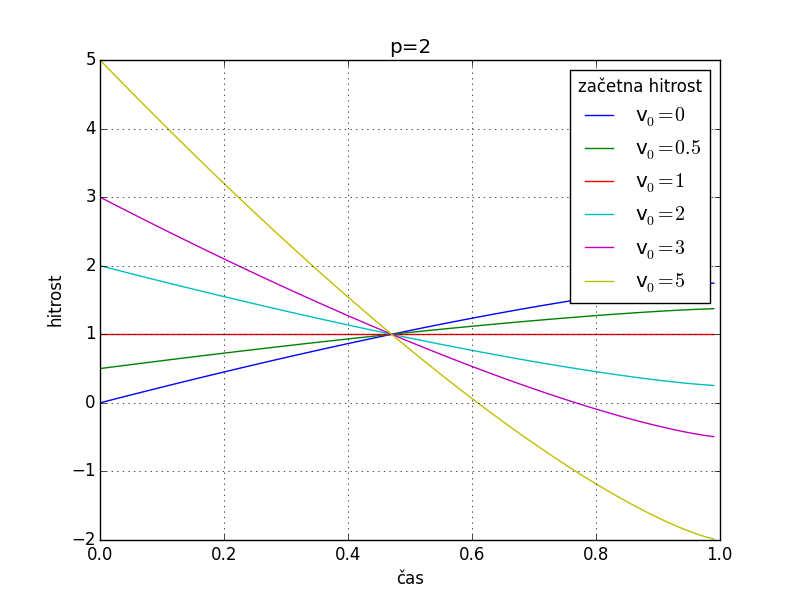 p=2
5
4
3
2
1
0
−1
−2
hitrost
0.0 0.2 0.4 0.6 0.8 1.0
čas
začetna hitrost
v₀ = 0
v₀ = 0.5
v₀ = 1
v₀ = 2
v₀ = 3
v₀ = 5